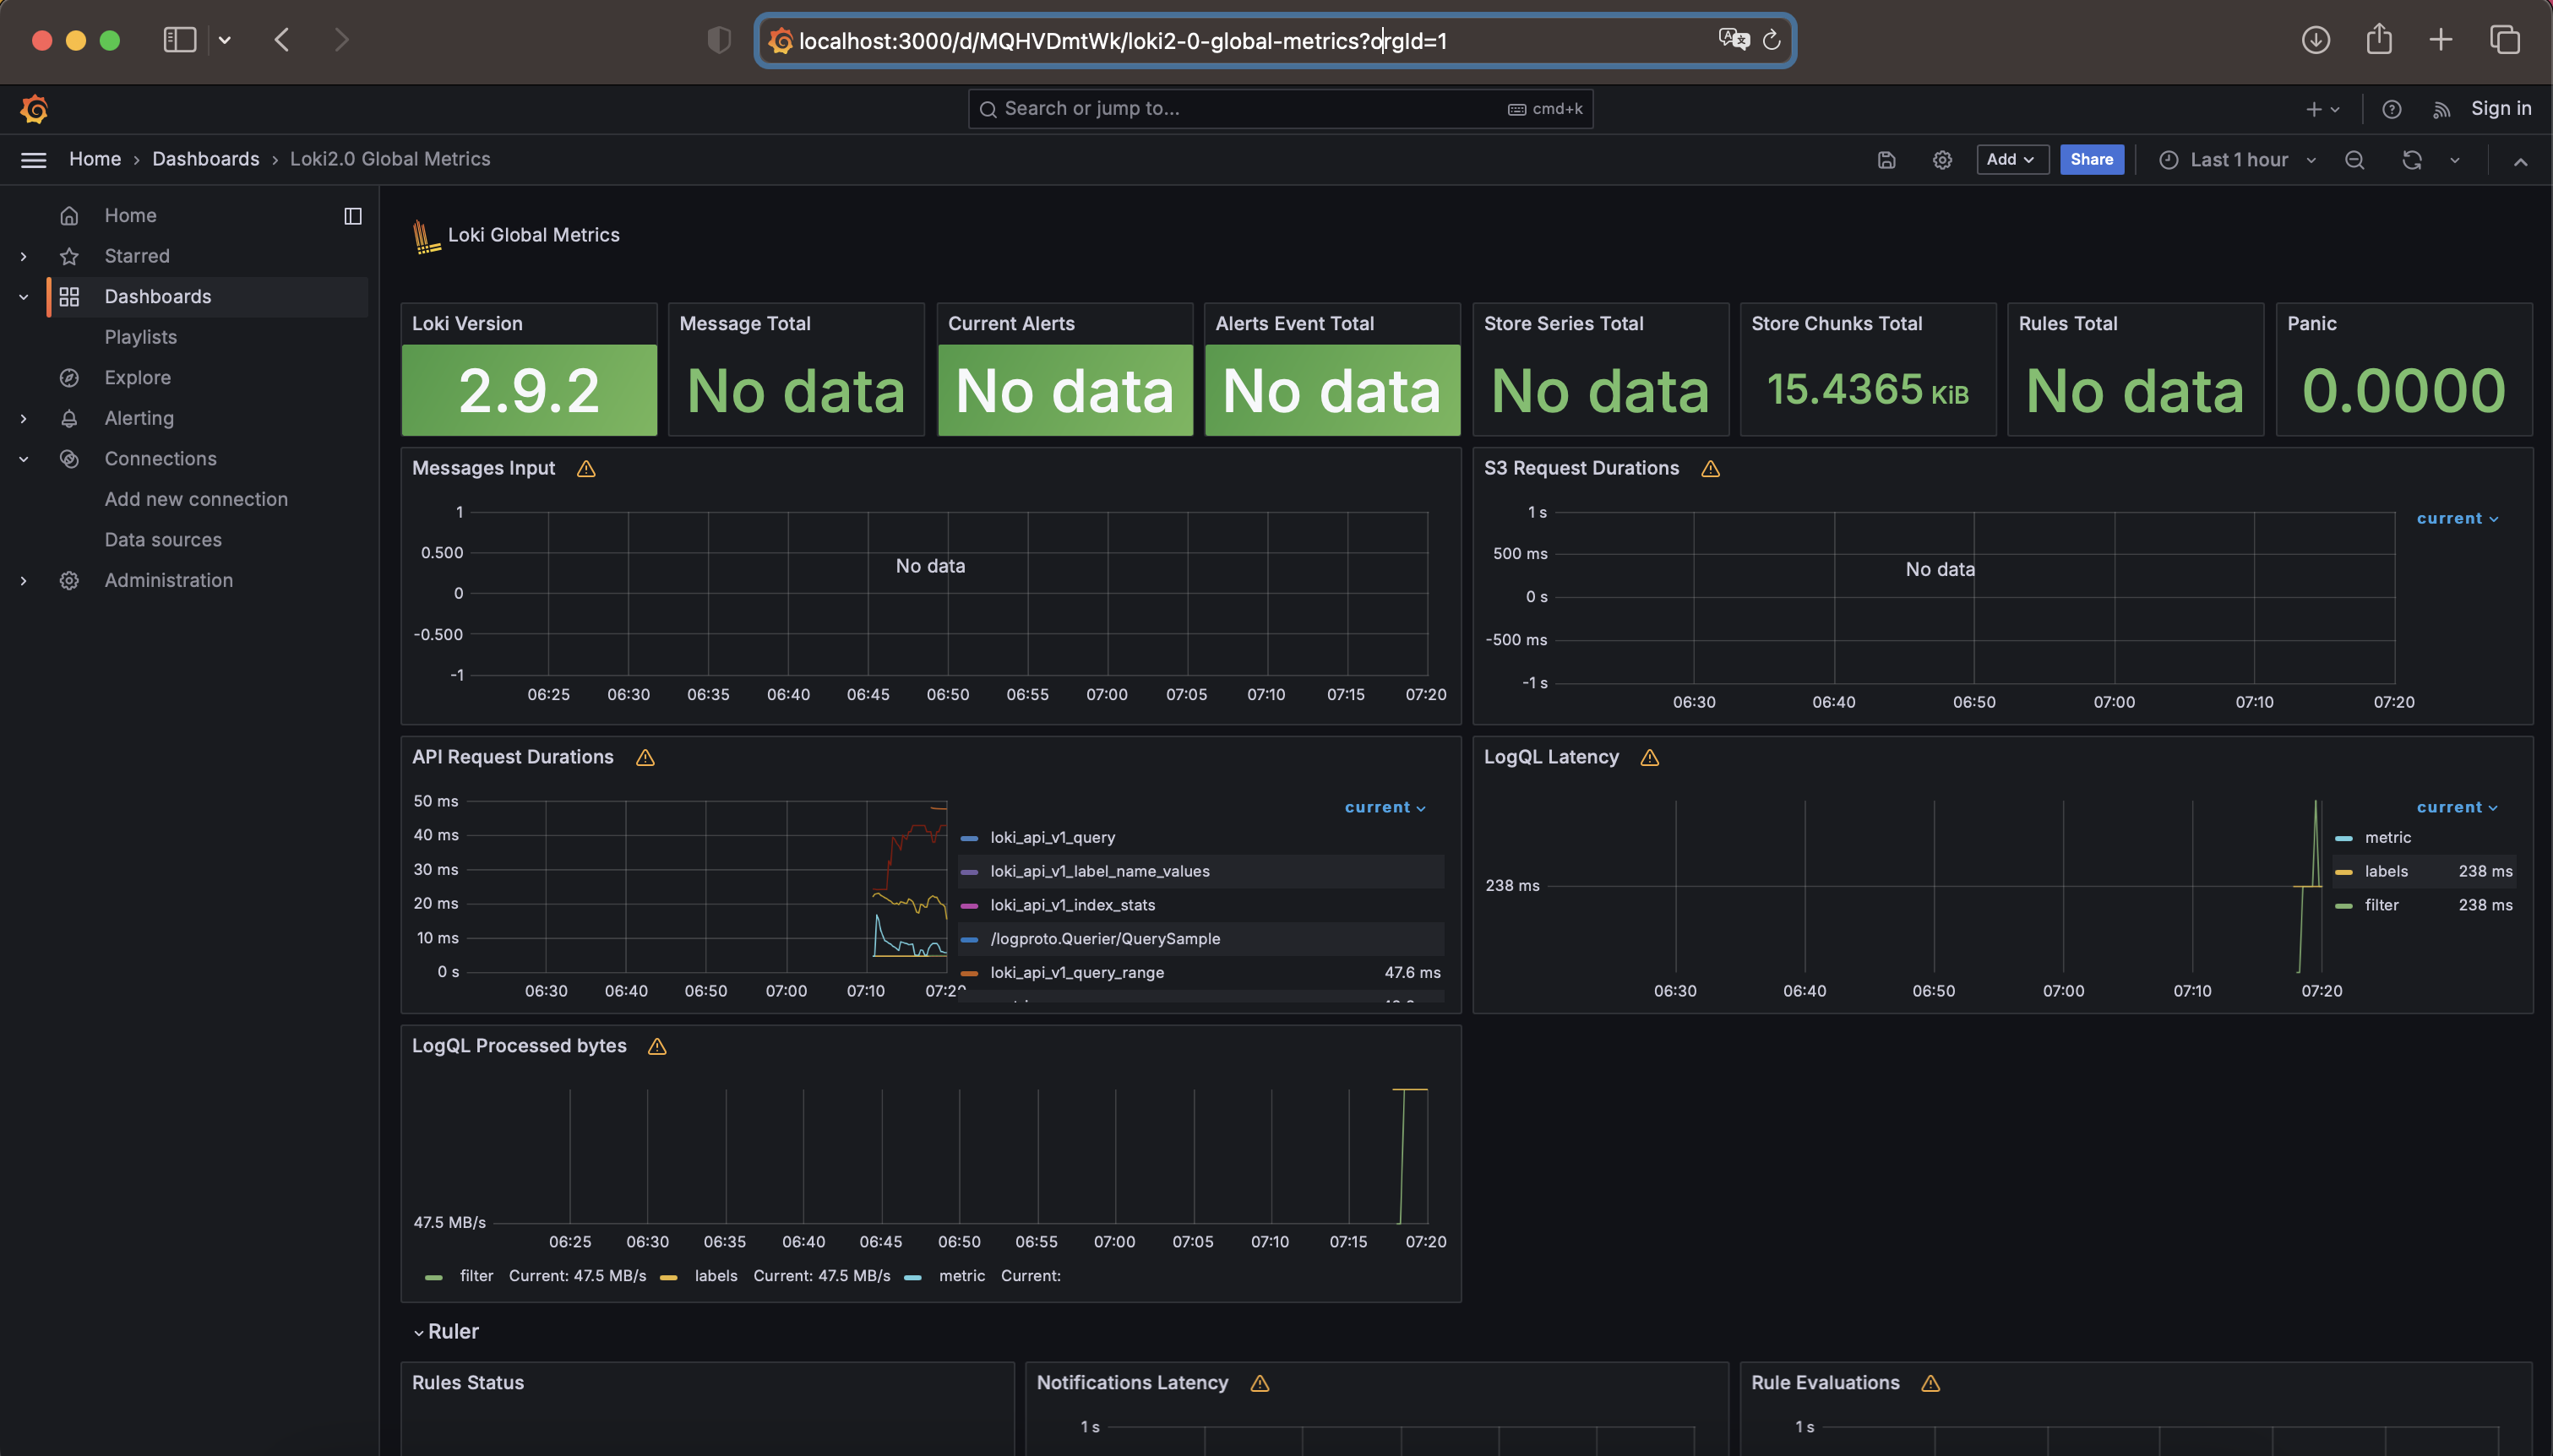 localhost:3000/d/MQHVDmtWk/loki2-0-global-metrics?orgId=1
Search or jump to...
cmd+k
Sign in
Home › Dashboards › Loki2.0 Global Metrics
Add
Share
Last 1 hour
Home
Starred
Dashboards
Playlists
Explore
Alerting
Connections
Add new connection
Data sources
Administration
Loki Global Metrics
Loki Version
2.9.2
Message Total
No data
Current Alerts
No data
Alerts Event Total
No data
Store Series Total
No data
Store Chunks Total
15.4365 KiB
Rules Total
No data
Panic
0.0000
Messages Input
1
0.500
0
-0.500
-1
No data
06:25 06:30 06:35 06:40 06:45 06:50 06:55 07:00 07:05 07:10 07:15 07:20
S3 Request Durations
1 s
500 ms
0 s
-500 ms
-1 s
No data
current
06:30 06:40 06:50 07:00 07:10 07:20
API Request Durations
50 ms
40 ms
30 ms
20 ms
10 ms
0 s
06:30 06:40 06:50 07:00 07:10 07:20
current
loki_api_v1_query
loki_api_v1_label_name_values
loki_api_v1_index_stats
/logproto.Querier/QuerySample
loki_api_v1_query_range 47.6 ms
LogQL Latency
238 ms
06:30 06:40 06:50 07:00 07:10 07:20
current
metric
labels 238 ms
filter 238 ms
LogQL Processed bytes
47.5 MB/s
06:25 06:30 06:35 06:40 06:45 06:50 06:55 07:00 07:05 07:10 07:15 07:20
filter Current: 47.5 MB/s labels Current: 47.5 MB/s metric Current:
Ruler
Rules Status
Notifications Latency
1 s
Rule Evaluations
1 s